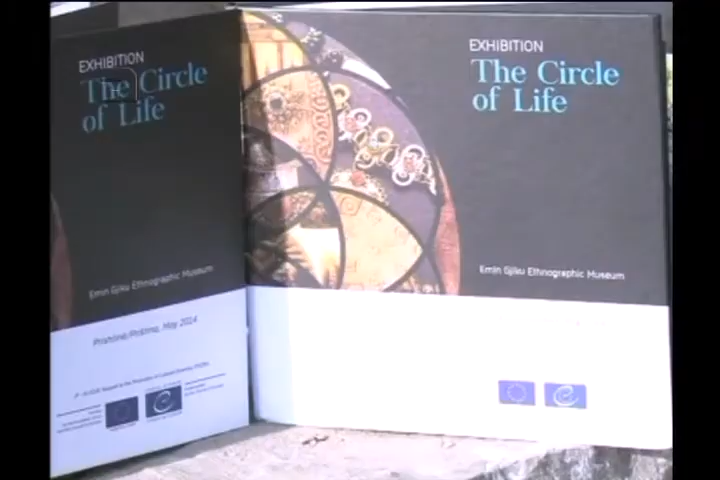 EXHIBITION
The Circle
of Life
Emin Gjiku Ethnographic Museum
Prishtinë/Priština, May 2014
EXHIBITION
The Circle
of Life
Emin Gjiku Ethnographic Museum